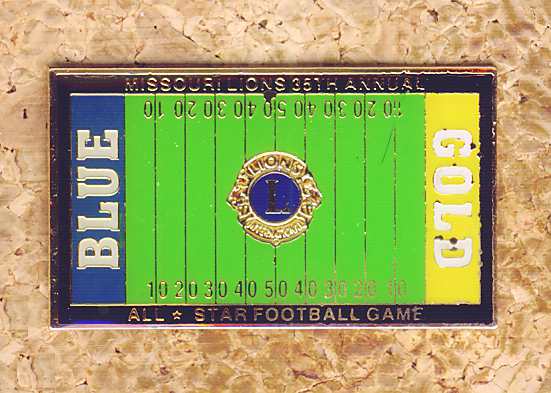 MISSOURI LIONS 35TH ANNUAL
10 20 30 40 50 40 30 20 10
BLUE
LIONS
L
INTERNATIONAL
GOLD
10 20 30 40 50 40 30 20 10
ALL ★ STAR FOOTBALL GAME